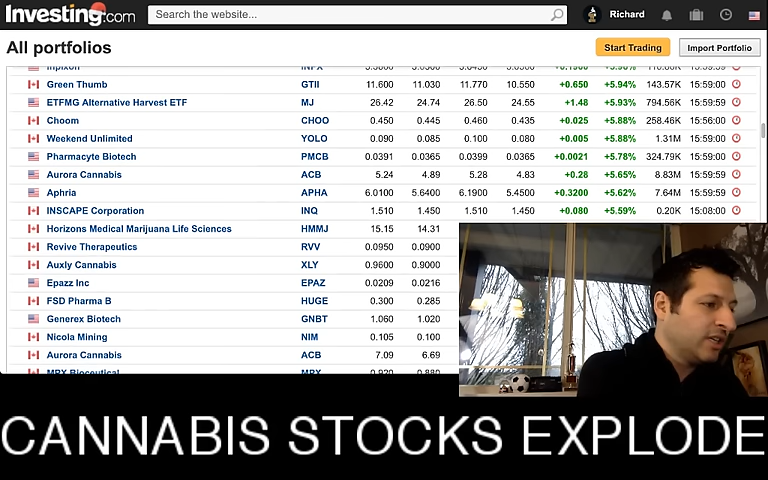 Investing.com Search the website... Richard
All portfolios Start Trading Import Portfolio
Green Thumb GTII 11.600 11.030 11.770 10.550 +0.650 +5.94% 143.57K 15:59:00
ETFMG Alternative Harvest ETF MJ 26.42 24.74 26.50 24.55 +1.48 +5.93% 794.56K 15:59:59
Choom CHOO 0.450 0.445 0.460 0.435 +0.025 +5.88% 258.46K 15:56:00
Weekend Unlimited YOLO 0.090 0.085 0.100 0.080 +0.005 +5.88% 1.31M 15:59:00
Pharmacyte Biotech PMCB 0.0391 0.0365 0.0399 0.0365 +0.0021 +5.78% 324.79K 15:59:00
Aurora Cannabis ACB 5.24 4.89 5.28 4.83 +0.28 +5.65% 8.83M 15:59:59
Aphria APHA 6.0100 5.6400 6.1900 5.4500 +0.3200 +5.62% 7.64M 15:59:59
INSCAPE Corporation INQ 1.510 1.450 1.510 1.450 +0.080 +5.59% 0.20K 15:08:00
Horizons Medical Marijuana Life Sciences HMMJ 15.15 14.31
Revive Therapeutics RVV 0.0950 0.0900
Auxly Cannabis XLY 0.9600 0.9000
Epazz Inc EPAZ 0.0209 0.0216
FSD Pharma B HUGE 0.300 0.285
Generex Biotech GNBT 1.060 1.020
Nicola Mining NIM 0.105 0.100
Aurora Cannabis ACB 7.09 6.69
MPX Bioceutical MPX 0.920 0.880
CANNABIS STOCKS EXPLODE